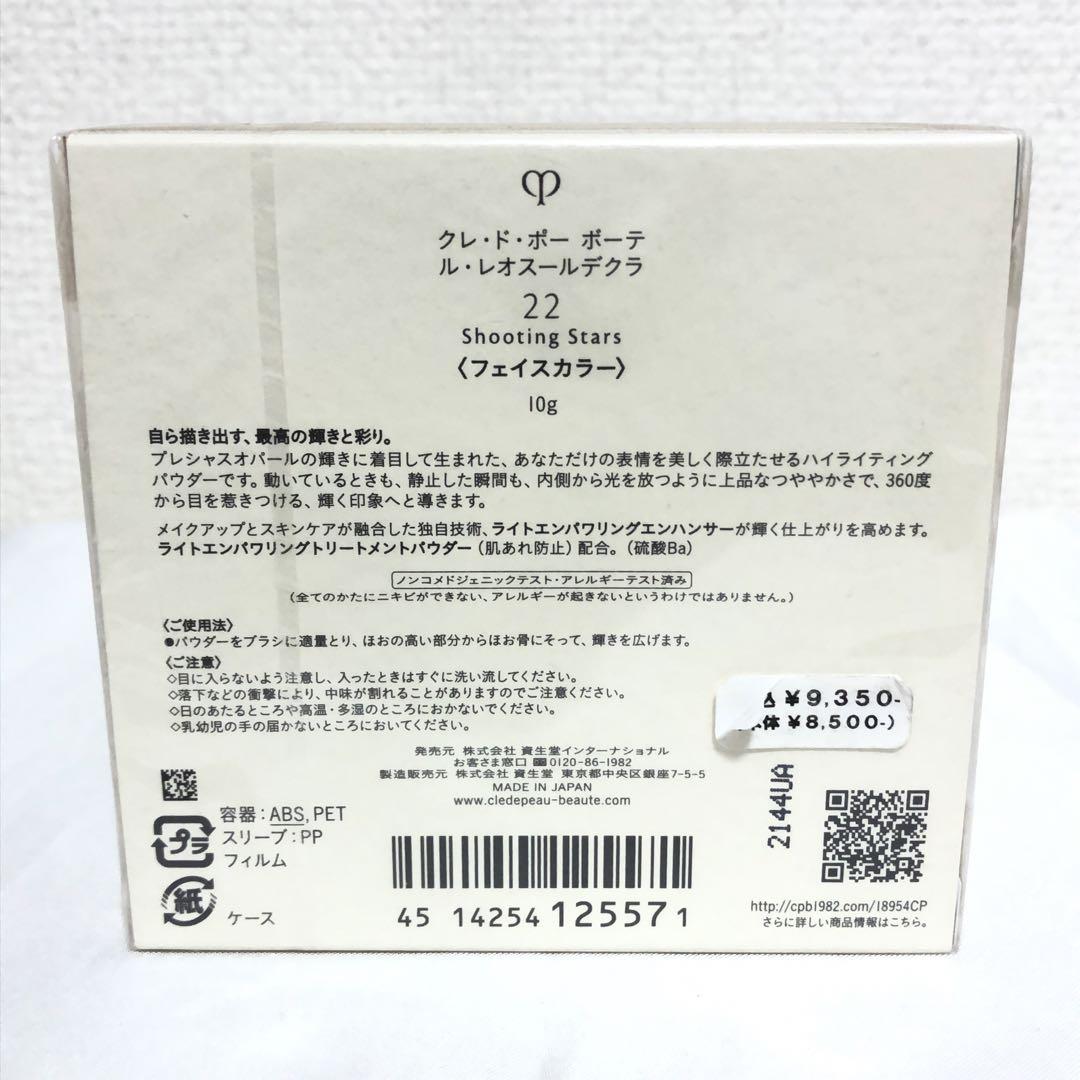 クレ・ド・ポー ボーテ
ル・レオスールデクラ
22
Shooting Stars
〈フェイスカラー〉
10g
自ら描き出す、最高の輝きと彩り。
プレシャスオパールの輝きに着目して生まれた、あなただけの表情を美しく際立たせるハイライティング
パウダーです。動いているときも、静止した瞬間も、内側から光を放つように上品なつややかさで、360度
から目を惹きつける、輝く印象へと導きます。
メイクアップとスキンケアが融合した独自技術、ライトエンパワリングエンハンサーが輝く仕上がりを高めます。
ライトエンパワリングトリートメントパウダー（肌あれ防止）配合。（硫酸Ba）
ノンコメドジェニックテスト・アレルギーテスト済み
（全てのかたにニキビができない、アレルギーが起きないというわけではありません。）
〈ご使用法〉
●パウダーをブラシに適量とり、ほおの高い部分からほお骨にそって、輝きを広げます。
〈ご注意〉
◇目に入らないよう注意し、入ったときはすぐに洗い流してください。
◇落下などの衝撃により、中味が割れることがありますのでご注意ください。
◇日のあたるところや高温・多湿のところにおかないでください。
◇乳幼児の手の届かないところにおいてください。
¥9,350-
体 ¥8,500-)
発売元 株式会社 資生堂インターナショナル
お客さま窓口 0120-86-1982
製造販売元 株式会社 資生堂 東京都中央区銀座7-5-5
MADE IN JAPAN
www.cledepeau-beaute.com
プラ
容器：ABS, PET
スリーブ：PP
フィルム
紙
ケース
45 14254 12557 1
2144UA
http://cpb1982.com/18954CP
さらに詳しい商品情報はこちら。